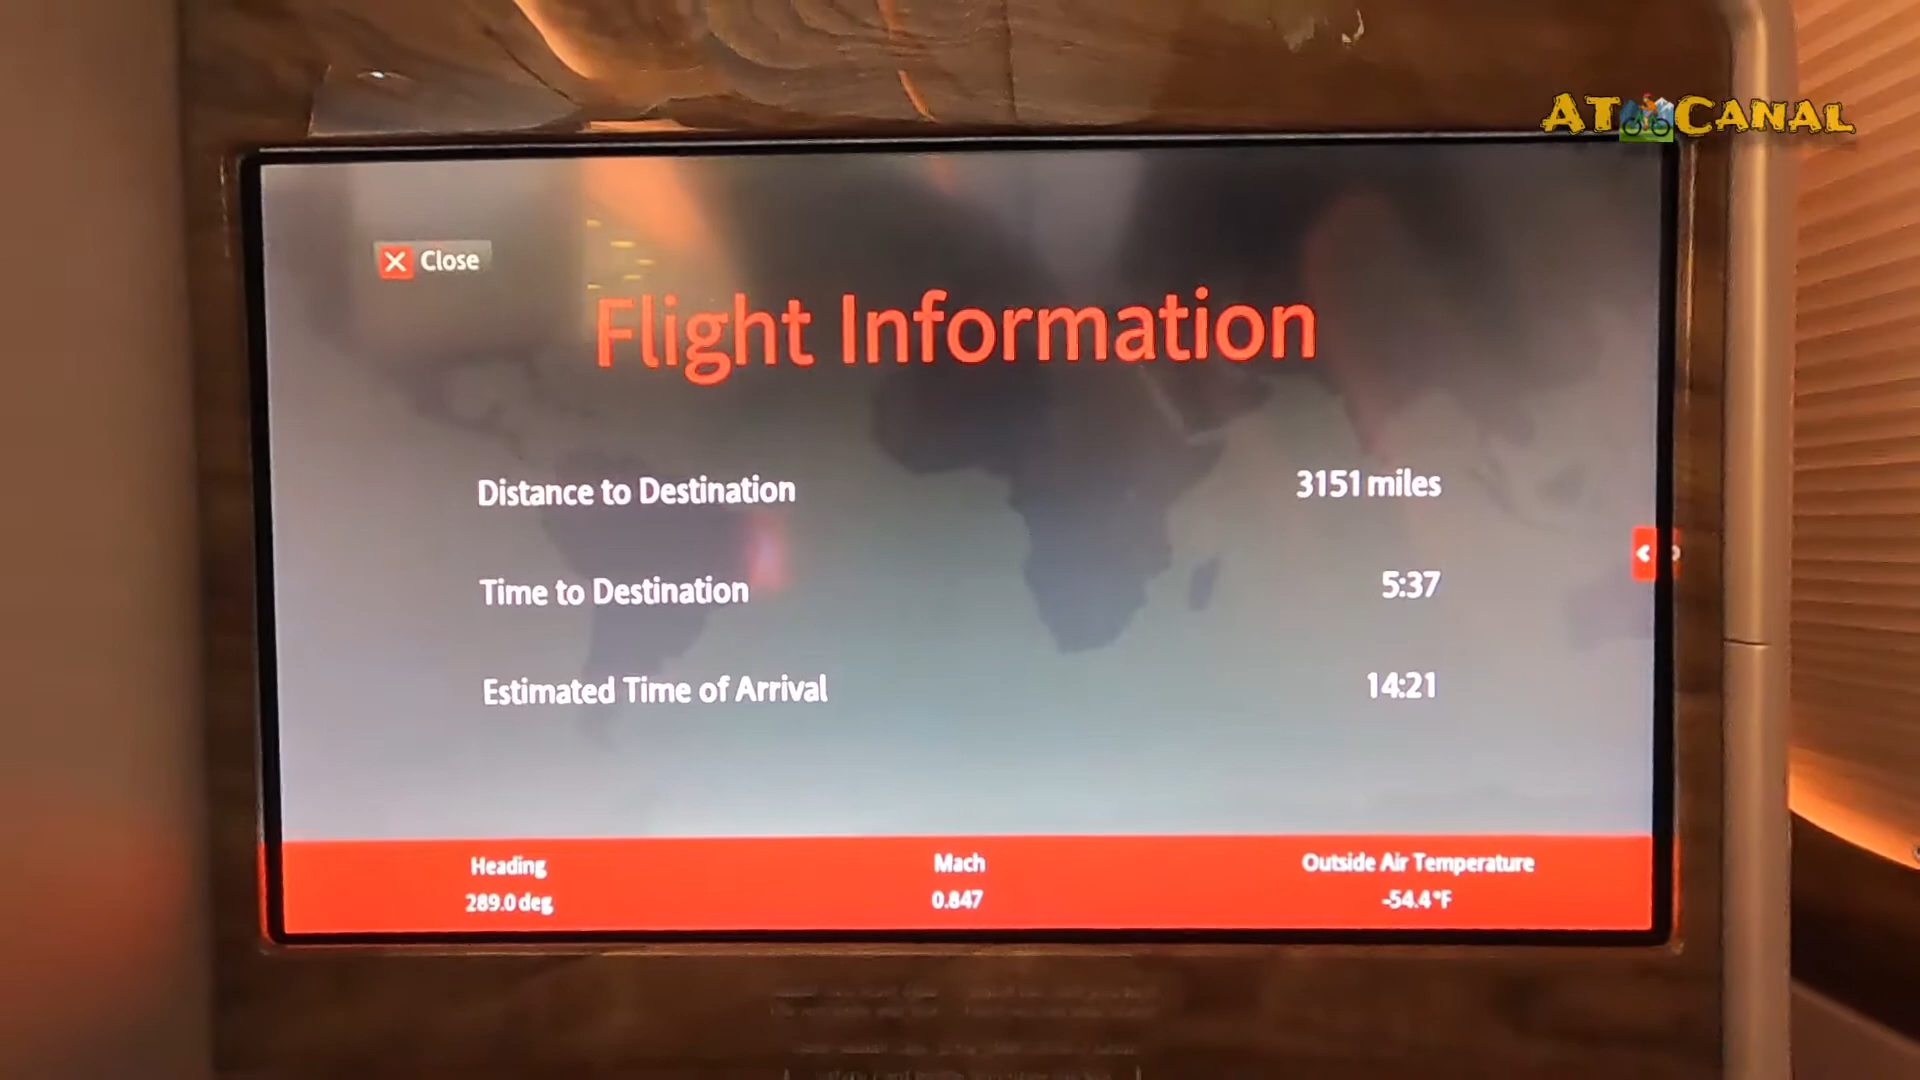 AT CANAL
Close
Flight Information
Distance to Destination 3151 miles
Time to Destination 5:37
Estimated Time of Arrival 14:21
Heading Mach Outside Air Temperature
289.0 deg 0.847 -54.4°F